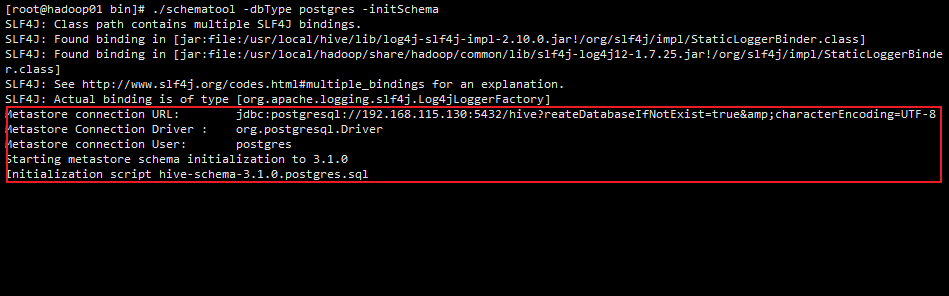 [root@hadoop01 bin]# ./schematool -dbType postgres -initSchema
SLF4J: Class path contains multiple SLF4J bindings.
SLF4J: Found binding in [jar:file:/usr/local/hive/lib/log4j-slf4j-impl-2.10.0.jar!/org/slf4j/impl/StaticLoggerBinder.class]
SLF4J: Found binding in [jar:file:/usr/local/hadoop/share/hadoop/common/lib/slf4j-log4j12-1.7.25.jar!/org/slf4j/impl/StaticLoggerBinde
r.class]
SLF4J: See http://www.slf4j.org/codes.html#multiple_bindings for an explanation.
SLF4J: Actual binding is of type [org.apache.logging.slf4j.Log4jLoggerFactory]
Metastore connection URL:        jdbc:postgresql://192.168.115.130:5432/hive?reateDatabaseIfNotExist=true&amp;characterEncoding=UTF-8
Metastore Connection Driver :    org.postgresql.Driver
Metastore connection User:       postgres
Starting metastore schema initialization to 3.1.0
Initialization script hive-schema-3.1.0.postgres.sql